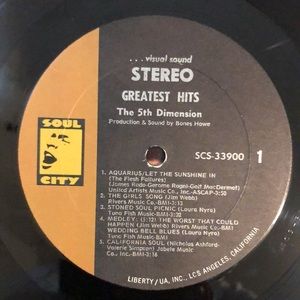 ...visual sound
STEREO
GREATEST HITS
The 5th Dimension
Production & Sound by Bones Howe
SOUL
CITY
SCS-33900
1
1. AQUARIUS/LET THE SUNSHINE IN
(The Flesh Failures)
(James Rado-Gerome Ragni-Galt MacDermot)
United Artists Music Co., Inc.-ASCAP-3:20
2. THE GIRLS' SONG (Jim Webb)
Rivers Music Co.-BMI-3:13
3. STONED SOUL PICNIC (Laura Nyro)
Tuna Fish Music-BMI-3:23
4. MEDLEY: (3:12) THE WORST THAT COULD
HAPPEN (Jim Webb) Rivers Music Co.-BMI
WEDDING BELL BLUES (Laura Nyro)
Tuna Fish Music-BMI
5. CALIFORNIA SOUL (Nicholas Ashford-
Valerie Simpson) Jobete Music
Co., Inc.-BMI-3:16
LIBERTY/UA, INC., LOS ANGELES, CALIFORNIA